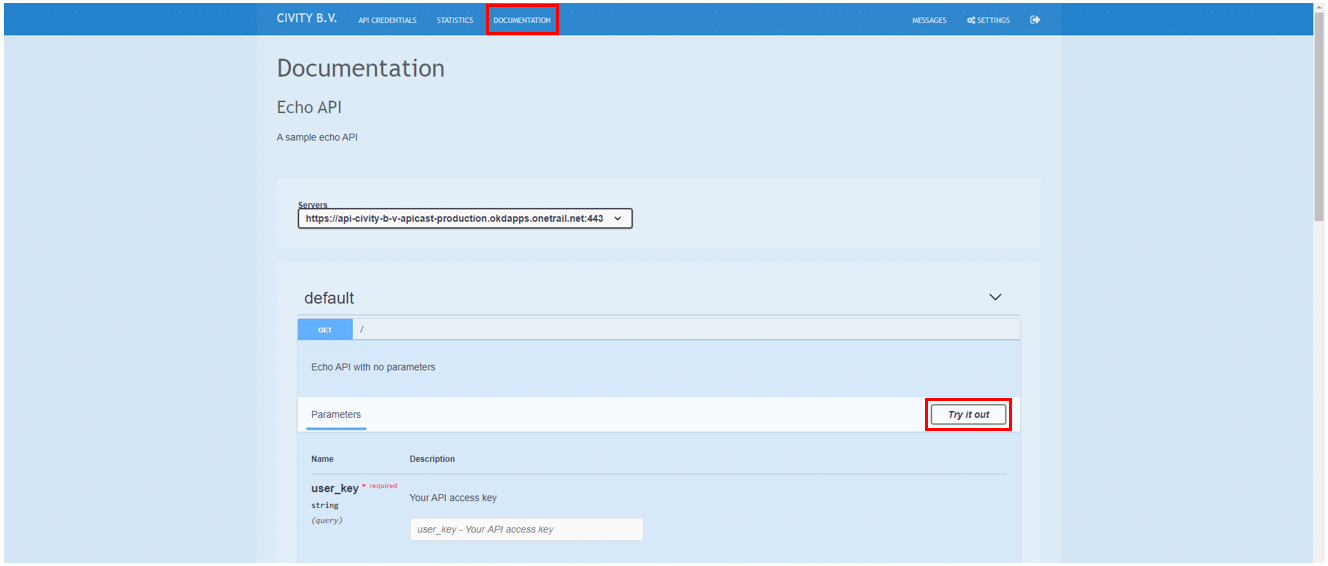 CIVITY B.V. API CREDENTIALS STATISTICS DOCUMENTATION MESSAGES SETTINGS
Documentation
Echo API
A sample echo API
Servers
https://api-civity-b-v-apicast-production.okdapps.onetrail.net:443
default
GET /
Echo API with no parameters
Parameters Try it out
Name Description
user_key * required
Your API access key
string
(query)
user_key - Your API access key